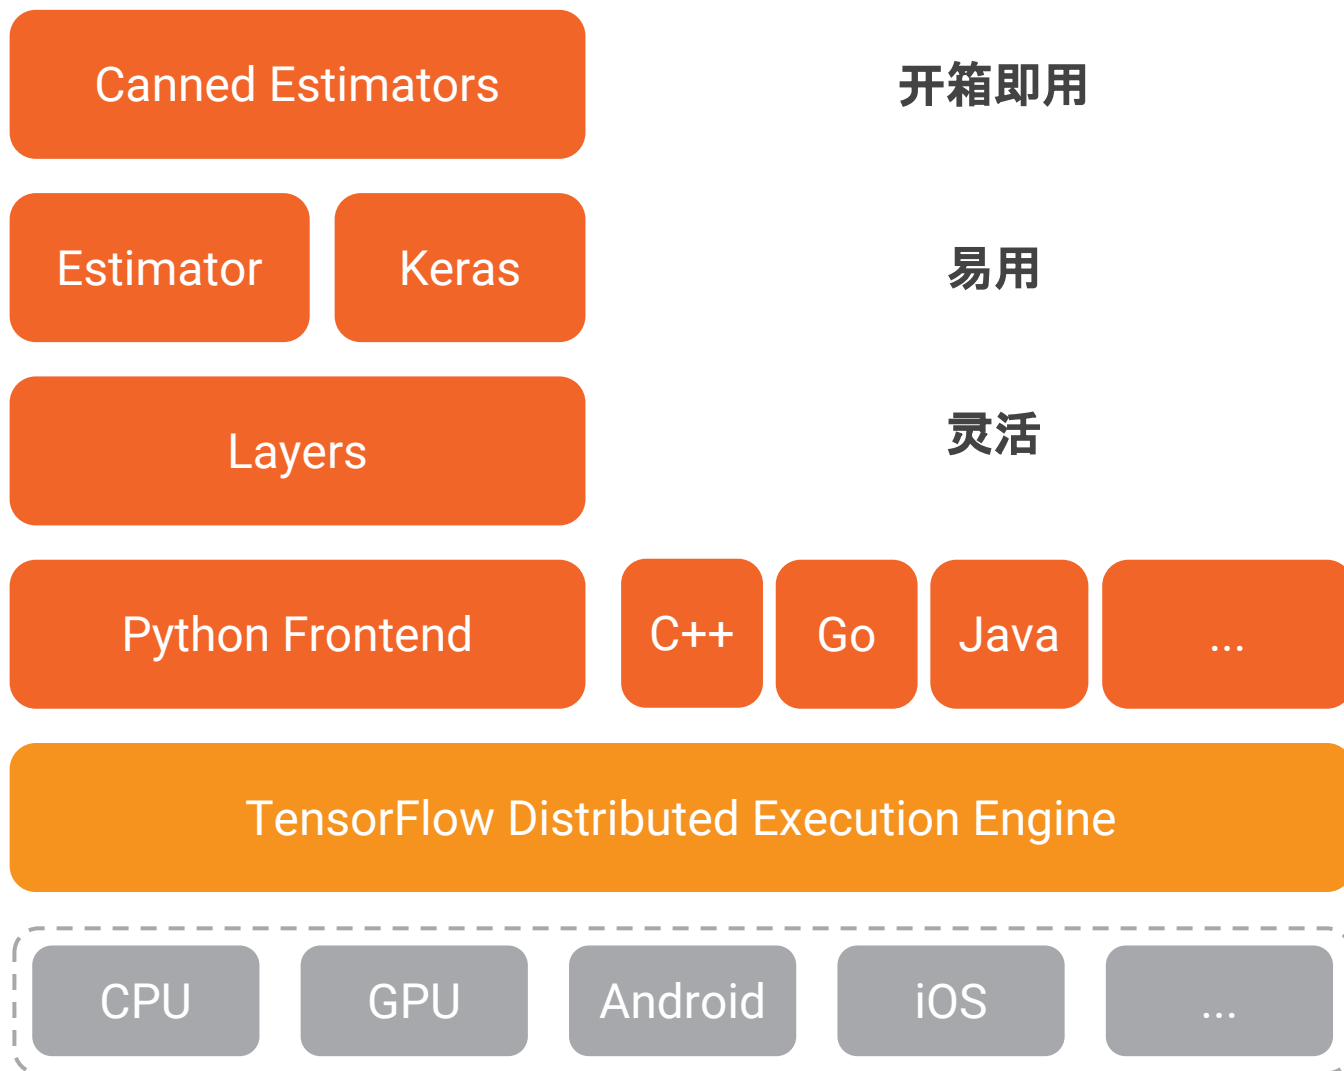 Canned Estimators
开箱即用
Estimator
Keras
易用
Layers
灵活
Python Frontend
C++
Go
Java
...
TensorFlow Distributed Execution Engine
CPU
GPU
Android
iOS
...